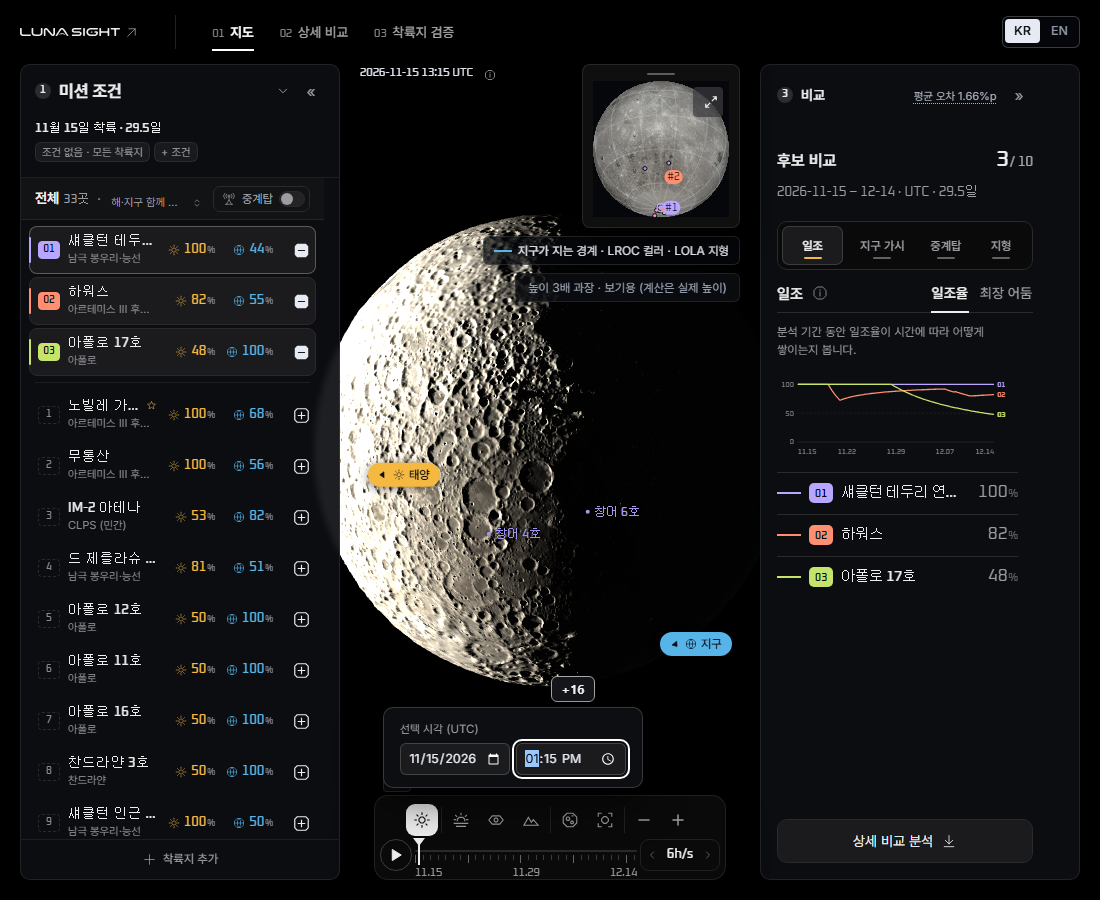 LUNA SIGHT
01 지도
02 상세 비교
03 착륙지 검증
KR EN
1 미션 조건
11월 15일 착륙 · 29.5일
조건 없음 · 모든 착륙지
+ 조건
전체 33곳 · 해·지구 함께 ...
중계탑
01 섀클턴 테두... 100% 44%
남극 봉우리·능선
02 하워스 82% 55%
아르테미스 III 후...
03 아폴로 17호 48% 100%
아폴로
1 노빌레 가... 100% 68%
아르테미스 III 후...
2 무통산 100% 56%
아르테미스 III 후...
3 IM-2 아테나 53% 82%
CLPS (민간)
4 드 제를라슈 ... 81% 51%
남극 봉우리·능선
5 아폴로 12호 50% 100%
아폴로
6 아폴로 11호 50% 100%
아폴로
7 아폴로 16호 50% 100%
아폴로
8 찬드라얀 3호 50% 100%
찬드라얀
9 섀클턴 인근 ... 100% 50%
남극 봉우리·능선
+ 착륙지 추가
2026-11-15 13:15 UTC
#2
#1
지구가 지는 경계 · LROC 컬러 · LOLA 지형
높이 3배 과장 · 보기용 (계산은 실제 높이)
태양
창어 6호
창어 4호
지구
+16
선택 시각 (UTC)
11/15/2026
01:15 PM
6h/s
11.15 11.29 12.14
3 비교
평균 오차 1.66%p
후보 비교 3 / 10
2026-11-15 – 12-14 · UTC · 29.5일
일조 지구 가시 중계탑 지형
일조 일조율 최장 어둠
분석 기간 동안 일조율이 시간에 따라 어떻게
쌓이는지 봅니다.
100 01
02
50 03
0
11.15 11.22 11.29 12.07 12.14
01 섀클턴 테두리 연... 100%
02 하워스 82%
03 아폴로 17호 48%
상세 비교 분석